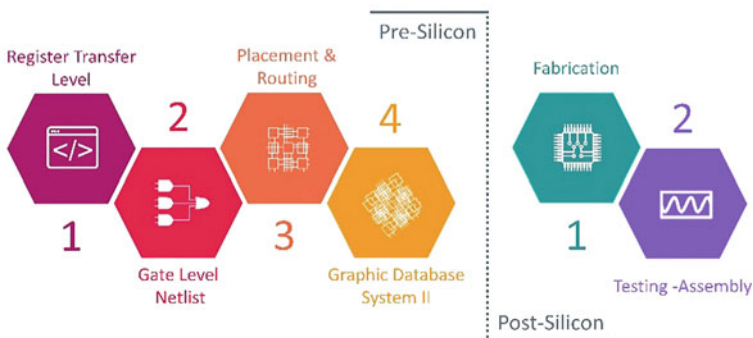 Pre-Silicon
Register Transfer
Level
1
</>
2
Gate Level
Netlist
Placement &
Routing
3
4
Graphic Database
System II
Fabrication
1
2
Testing -Assembly
Post-Silicon